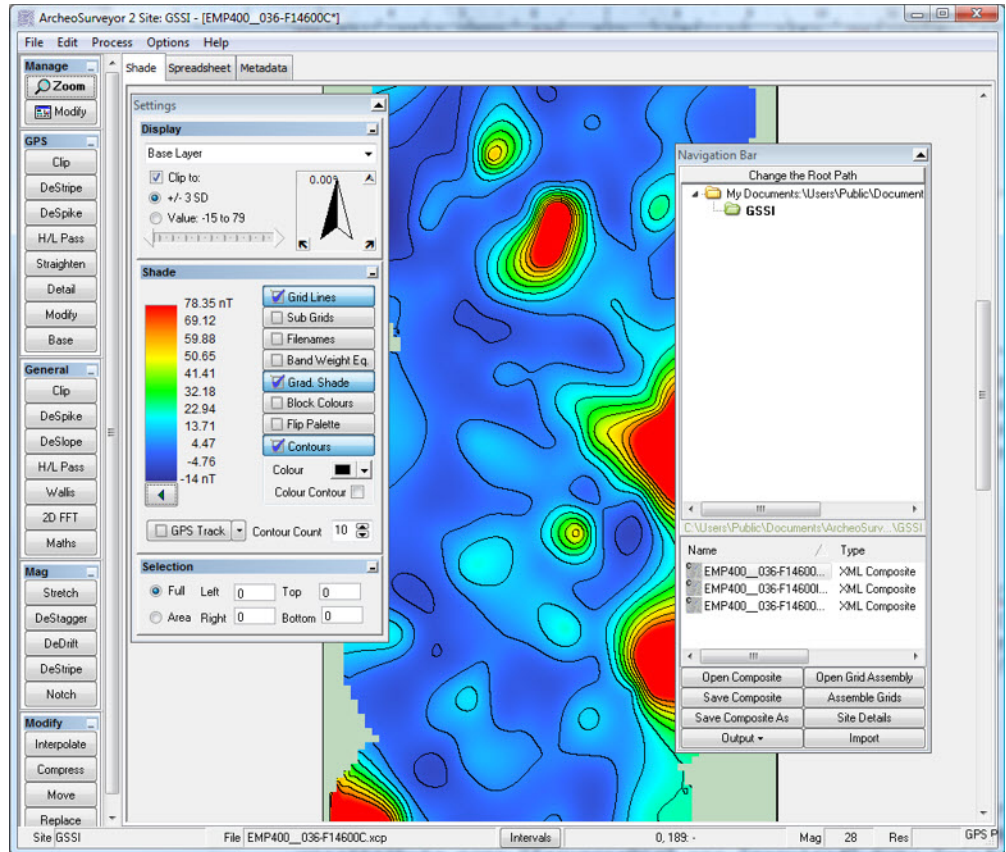 ArcheoSurveyor 2 Site: GSSI - [EMP400__036-F14600C*]
File Edit Process Options Help
Manage
Zoom
Modify
GPS
Clip
DeStripe
DeSpike
H/L Pass
Straighten
Detail
Modify
Base
General
Clip
DeSpike
DeSlope
H/L Pass
Wallis
2D FFT
Maths
Mag
Stretch
DeStagger
DeDrift
DeStripe
Notch
Modify
Interpolate
Compress
Move
Replace
Shade Spreadsheet Metadata
Settings
Display
Base Layer
Clip to:
+/- 3 SD
Value: -15 to 79
0.00°
Shade
78.35 nT
69.12
59.88
50.65
41.41
32.18
22.94
13.71
4.47
-4.76
-14 nT
Grid Lines
Sub Grids
Filenames
Band Weight Eq.
Grad. Shade
Block Colours
Flip Palette
Contours
Colour
Colour Contour
GPS Track Contour Count 10
Selection
Full Left 0 Top 0
Area Right 0 Bottom 0
Navigation Bar
Change the Root Path
My Documents:\Users\Public\Document
GSSI
C:\Users\Public\Documents\ArcheoSurv...\GSSI
Name Type
EMP400__036-F14600... XML Composite
EMP400__036-F14600I... XML Composite
EMP400__036-F14600... XML Composite
Open Composite Open Grid Assembly
Save Composite Assemble Grids
Save Composite As Site Details
Output Import
Site GSSI File EMP400__036-F14600C.xcp Intervals 0, 189: - Mag 28 Res GPS P